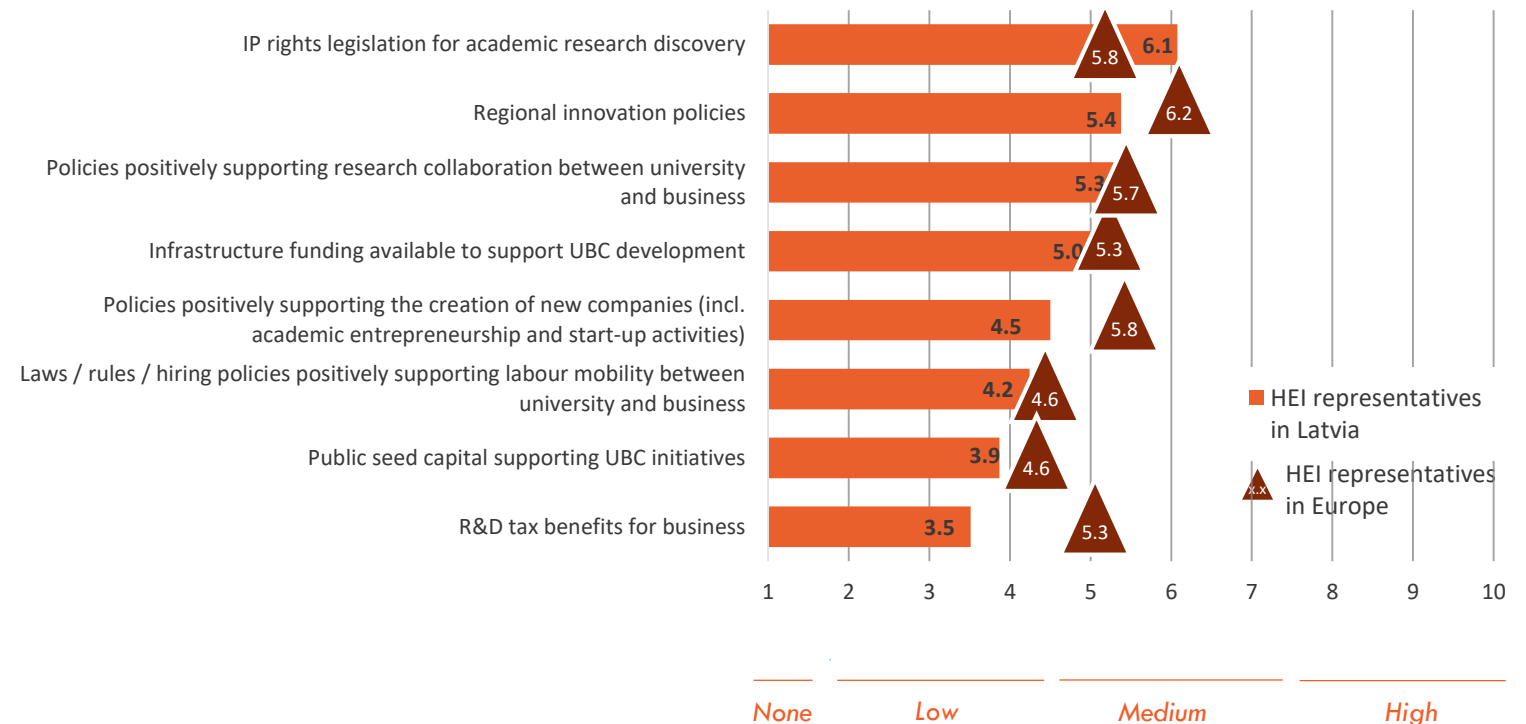 IP rights legislation for academic research discovery
5.8
6.1
Regional innovation policies
5.4
6.2
Policies positively supporting research collaboration between university
and business
5.3
5.7
Infrastructure funding available to support UBC development
5.0
5.3
Policies positively supporting the creation of new companies (incl.
academic entrepreneurship and start-up activities)
4.5
5.8
Laws / rules / hiring policies positively supporting labour mobility between
university and business
4.2
4.6
Public seed capital supporting UBC initiatives
3.9
4.6
R&D tax benefits for business
3.5
5.3
HEI representatives
in Latvia
x.x
HEI representatives
in Europe
1 2 3 4 5 6 7 8 9 10
None Low Medium High